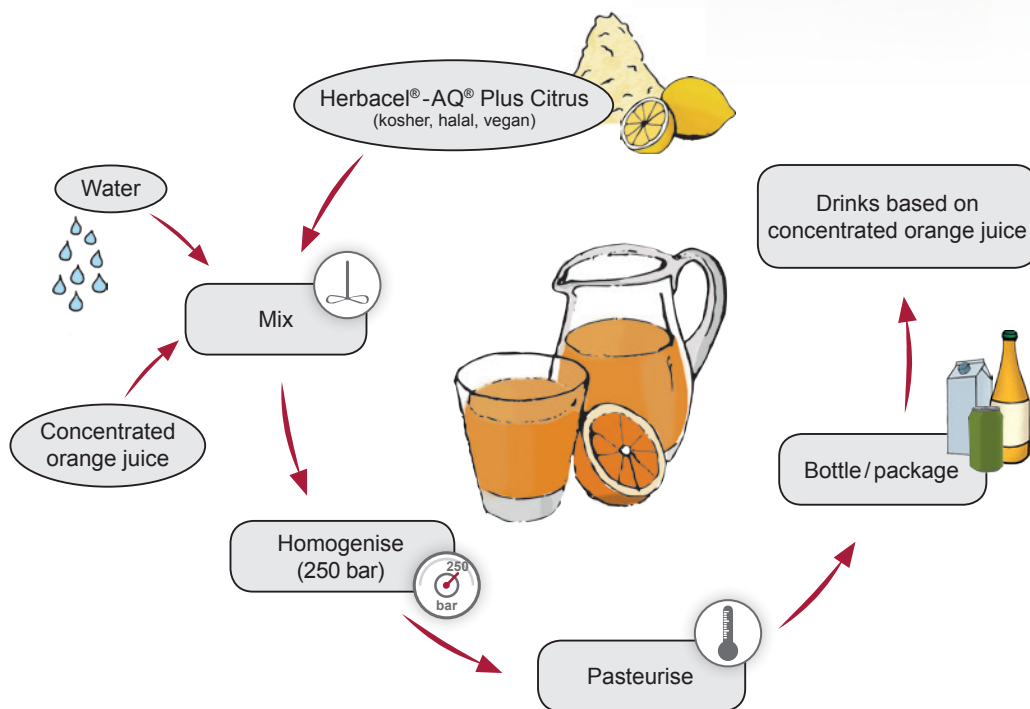 Herbacel®-AQ® Plus Citrus
(kosher, halal, vegan)
Water
Drinks based on
concentrated orange juice
Mix
Concentrated
orange juice
Bottle/package
Homogenise
(250 bar)
250
bar
Pasteurise